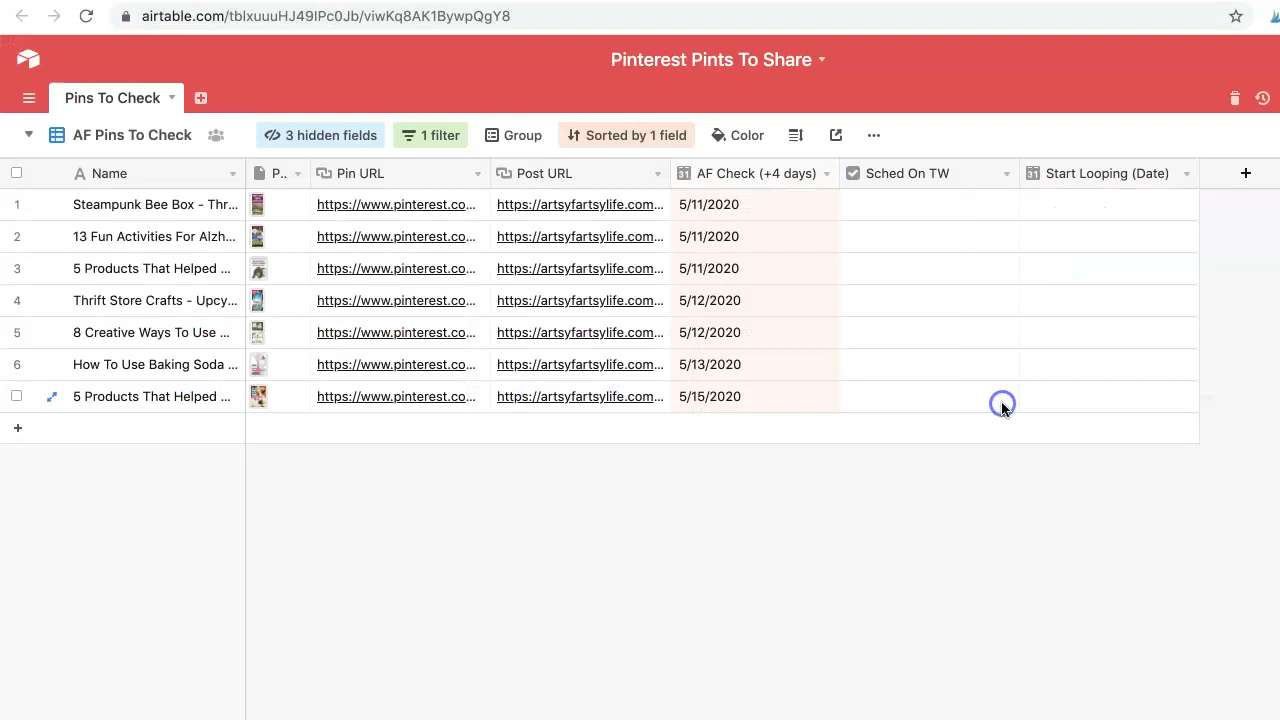 airtable.com/tblxuuuHJ49IPc0Jb/viwKq8AK1BywpQgY8
Pinterest Pints To Share
Pins To Check
AF Pins To Check 3 hidden fields 1 filter Group Sorted by 1 field Color
Name P.. Pin URL Post URL AF Check (+4 days) Sched On TW Start Looping (Date)
1 Steampunk Bee Box - Thr... https://www.pinterest.co... https://artsyfartsylife.com... 5/11/2020
2 13 Fun Activities For Alzh... https://www.pinterest.co... https://artsyfartsylife.com... 5/11/2020
3 5 Products That Helped ... https://www.pinterest.co... https://artsyfartsylife.com... 5/11/2020
4 Thrift Store Crafts - Upcy... https://www.pinterest.co... https://artsyfartsylife.com... 5/12/2020
5 8 Creative Ways To Use ... https://www.pinterest.co... https://artsyfartsylife.com... 5/12/2020
6 How To Use Baking Soda ... https://www.pinterest.co... https://artsyfartsylife.com... 5/13/2020
5 Products That Helped ... https://www.pinterest.co... https://artsyfartsylife.com... 5/15/2020